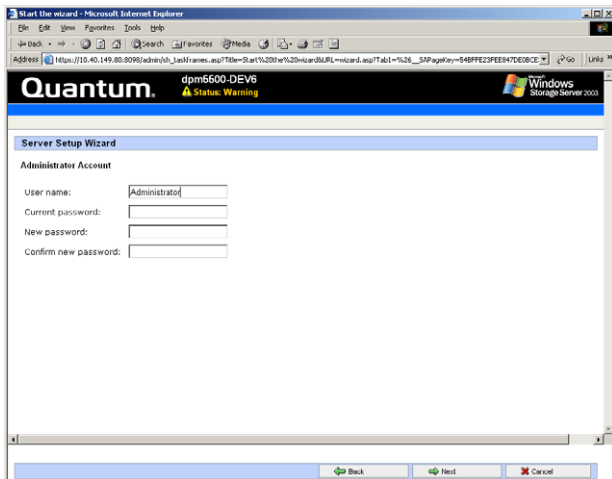 Start the wizard - Microsoft Internet Explorer
File Edit View Favorites Tools Help
Back Search Favorites Media
Address https://10.40.149.80:8098/admin/sh_taskframes.asp?Title=Start%20the%20wizard&URL=wizard.asp?Tab1=%26__SAPageKey=54BFFE23FEE847DE0BCE Go Links »
Quantum.
dpm5500-DEV6
Status: Warning
Microsoft
Windows
Storage Server 2003
Server Setup Wizard
Administrator Account
User name: Administrator
Current password:
New password:
Confirm new password:
Back Next Cancel